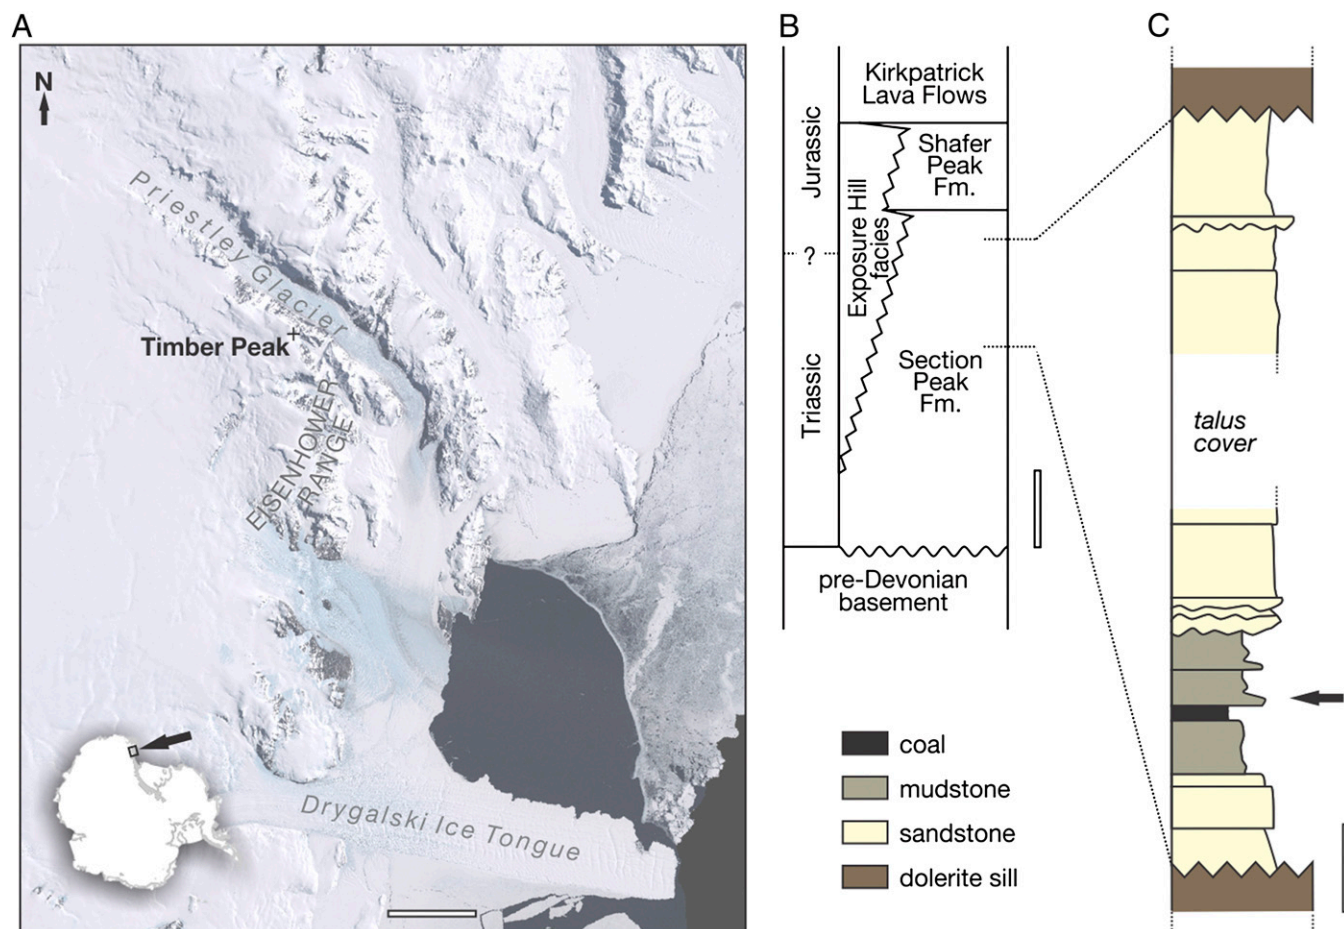 A
N
Priestley Glacier
Timber Peak
EISENHOWER
RANGE
Drygalski Ice Tongue
B
Kirkpatrick
Lava Flows
Jurassic
Shafer
Peak
Fm.
Exposure Hill
facies
?
Triassic
Section
Peak
Fm.
pre-Devonian
basement
coal
mudstone
sandstone
dolerite sill
C
talus
cover